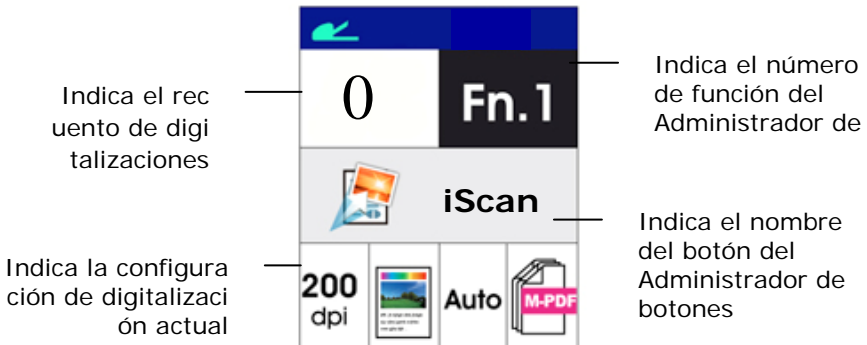 Indica el rec
uento de digi
talizaciones
0
Fn.1
Indica el número
de función del
Administrador de
iScan
Indica el nombre
del botón del
Administrador de
botones
Indica la configura
ción de digitalizaci
ón actual
200
dpi
Auto
M-PDF